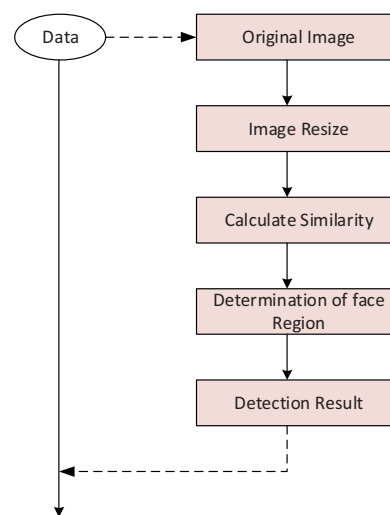 Data
Original Image
Image Resize
Calculate Similarity
Determination of face
Region
Detection Result